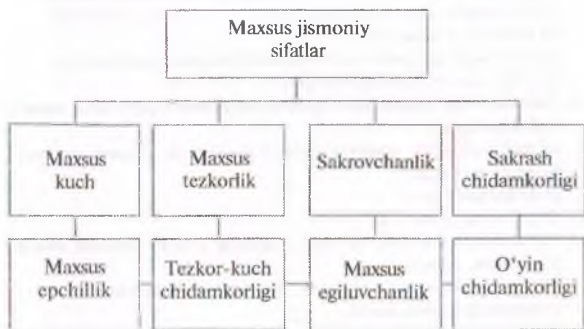 Maxsus jismoniy
sifatlar
Maxsus
kuch
Maxsus
tezkorlik
Sakrovchanlik
Sakrash
chidamkorligi
Maxsus
epchillik
Tezkor-kuch
chidamkorligi
Maxsus
egiluvchanlik
O‘yin
chidamkorligi